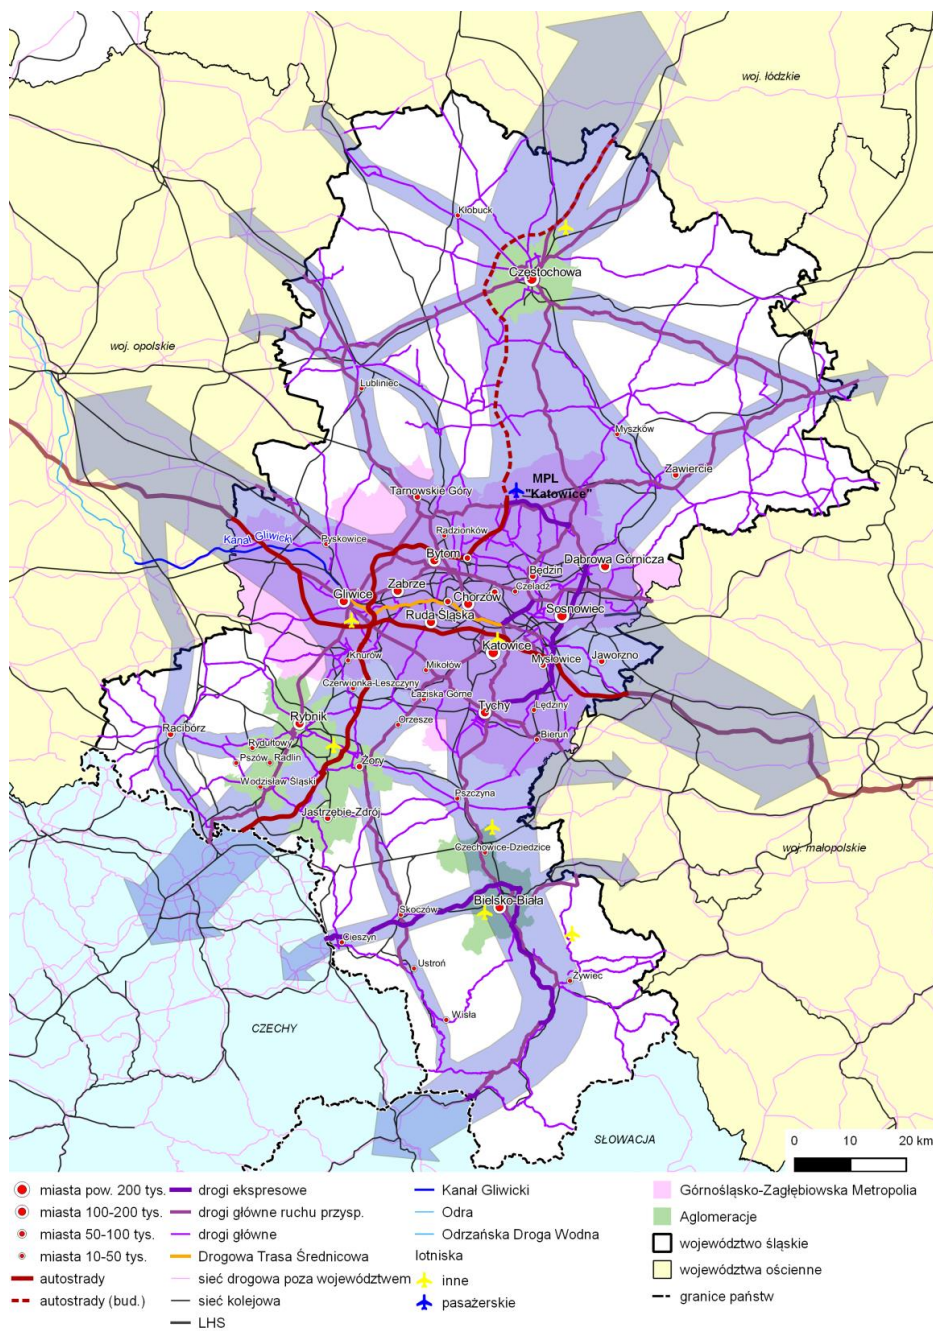 woj. łódzkie
Kłobuck
Częstochowa
woj. opolskie
Lubliniec
Myszków
Zawiercie
MPL
"Katowice"
Tarnowskie Góry
Radzionków
Pyskowice
Kanał Gliwicki
Bytom
Będzin
Dąbrowa Górnicza
Zabrze
Czeladź
Gliwice
Chorzów
Sosnowiec
Ruda Śląska
Katowice
Knurów
Mikołów
Mysłowice
Jaworzno
Czerwionka-Leszczyny
Łaziska Górne
Tychy
Lędziny
Rybnik
Orzesze
Racibórz
Bieruń
Rydułtowy
Pszów
Radlin
Żory
Wodzisław Śląski
Pszczyna
Jastrzębie-Zdrój
Czechowice-Dziedzice
woj. małopolskie
Bielsko-Biała
Skoczów
Cieszyn
Ustroń
Żywiec
Wisła
CZECHY
SŁOWACJA
0 10 20 km
miasta pow. 200 tys.
miasta 100-200 tys.
miasta 50-100 tys.
miasta 10-50 tys.
autostrady
autostrady (bud.)
drogi ekspresowe
drogi główne ruchu przysp.
drogi główne
Drogowa Trasa Średnicowa
sieć drogowa poza województwem
sieć kolejowa
LHS
Kanał Gliwicki
Odra
Odrzańska Droga Wodna
lotniska
inne
pasażerskie
Górnośląsko-Zagłębiowska Metropolia
Aglomeracje
województwo śląskie
województwa ościenne
granice państw